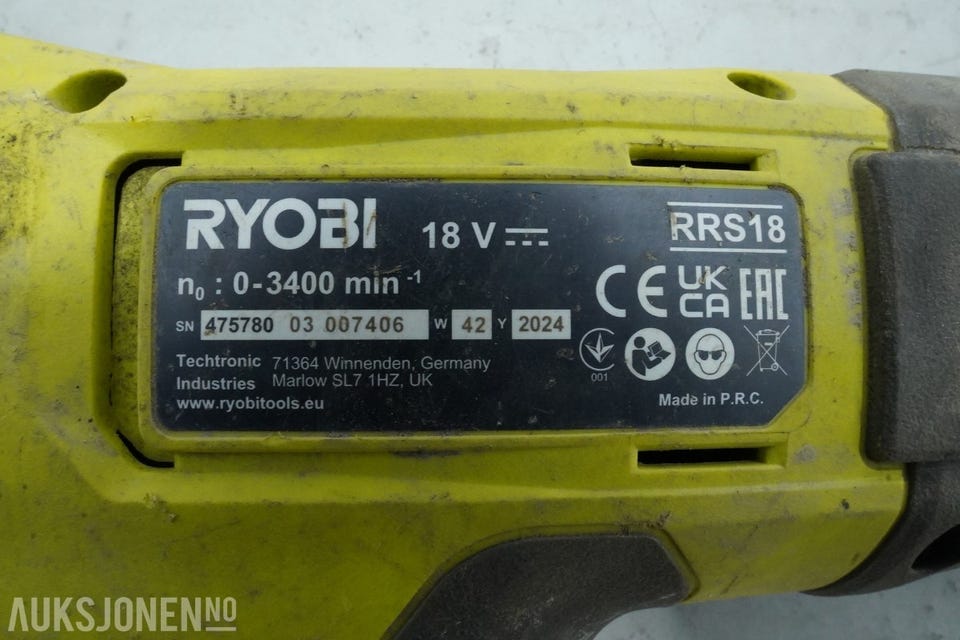 RYOBI 18 V RRS18
n0 : 0-3400 min-1
CE UK CA EAC
SN 475780 03 007406 W 42 Y 2024
001
Techtronic Industries
71364 Winnenden, Germany
Marlow SL7 1HZ, UK
www.ryobitools.eu
Made in P.R.C.
AUKSJONEN.NO